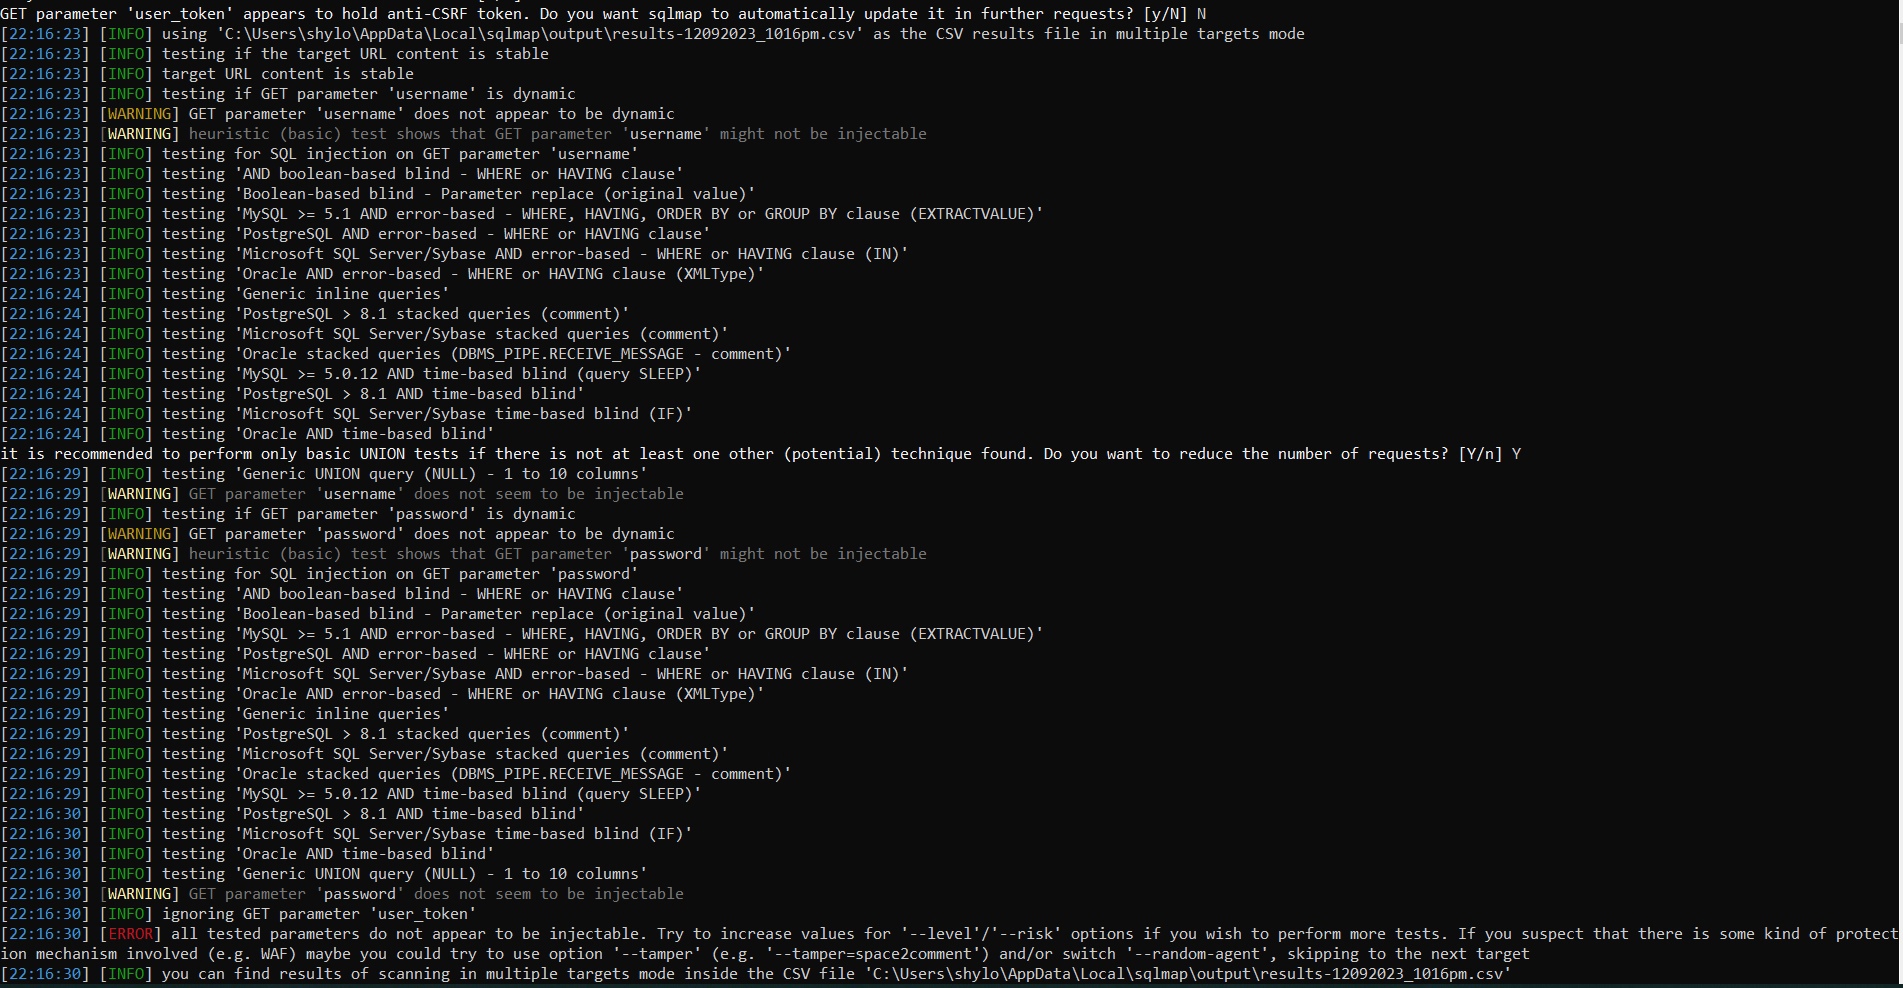 GET parameter 'user_token' appears to hold anti-CSRF token. Do you want sqlmap to automatically update it in further requests? [y/N] N
[22:16:23] [INFO] using 'C:\Users\shylo\AppData\Local\sqlmap\output\results-12092023_1016pm.csv' as the CSV results file in multiple targets mode
[22:16:23] [INFO] testing if the target URL content is stable
[22:16:23] [INFO] target URL content is stable
[22:16:23] [INFO] testing if GET parameter 'username' is dynamic
[22:16:23] [WARNING] GET parameter 'username' does not appear to be dynamic
[22:16:23] [WARNING] heuristic (basic) test shows that GET parameter 'username' might not be injectable
[22:16:23] [INFO] testing for SQL injection on GET parameter 'username'
[22:16:23] [INFO] testing 'AND boolean-based blind - WHERE or HAVING clause'
[22:16:23] [INFO] testing 'Boolean-based blind - Parameter replace (original value)'
[22:16:23] [INFO] testing 'MySQL >= 5.1 AND error-based - WHERE, HAVING, ORDER BY or GROUP BY clause (EXTRACTVALUE)'
[22:16:23] [INFO] testing 'PostgreSQL AND error-based - WHERE or HAVING clause'
[22:16:23] [INFO] testing 'Microsoft SQL Server/Sybase AND error-based - WHERE or HAVING clause (IN)'
[22:16:23] [INFO] testing 'Oracle AND error-based - WHERE or HAVING clause (XMLType)'
[22:16:24] [INFO] testing 'Generic inline queries'
[22:16:24] [INFO] testing 'PostgreSQL > 8.1 stacked queries (comment)'
[22:16:24] [INFO] testing 'Microsoft SQL Server/Sybase stacked queries (comment)'
[22:16:24] [INFO] testing 'Oracle stacked queries (DBMS_PIPE.RECEIVE_MESSAGE - comment)'
[22:16:24] [INFO] testing 'MySQL >= 5.0.12 AND time-based blind (query SLEEP)'
[22:16:24] [INFO] testing 'PostgreSQL > 8.1 AND time-based blind'
[22:16:24] [INFO] testing 'Microsoft SQL Server/Sybase time-based blind (IF)'
[22:16:24] [INFO] testing 'Oracle AND time-based blind'
it is recommended to perform only basic UNION tests if there is not at least one other (potential) technique found. Do you want to reduce the number of requests? [Y/n] Y
[22:16:29] [INFO] testing 'Generic UNION query (NULL) - 1 to 10 columns'
[22:16:29] [WARNING] GET parameter 'username' does not seem to be injectable
[22:16:29] [INFO] testing if GET parameter 'password' is dynamic
[22:16:29] [WARNING] GET parameter 'password' does not appear to be dynamic
[22:16:29] [WARNING] heuristic (basic) test shows that GET parameter 'password' might not be injectable
[22:16:29] [INFO] testing for SQL injection on GET parameter 'password'
[22:16:29] [INFO] testing 'AND boolean-based blind - WHERE or HAVING clause'
[22:16:29] [INFO] testing 'Boolean-based blind - Parameter replace (original value)'
[22:16:29] [INFO] testing 'MySQL >= 5.1 AND error-based - WHERE, HAVING, ORDER BY or GROUP BY clause (EXTRACTVALUE)'
[22:16:29] [INFO] testing 'PostgreSQL AND error-based - WHERE or HAVING clause'
[22:16:29] [INFO] testing 'Microsoft SQL Server/Sybase AND error-based - WHERE or HAVING clause (IN)'
[22:16:29] [INFO] testing 'Oracle AND error-based - WHERE or HAVING clause (XMLType)'
[22:16:29] [INFO] testing 'Generic inline queries'
[22:16:29] [INFO] testing 'PostgreSQL > 8.1 stacked queries (comment)'
[22:16:29] [INFO] testing 'Microsoft SQL Server/Sybase stacked queries (comment)'
[22:16:29] [INFO] testing 'Oracle stacked queries (DBMS_PIPE.RECEIVE_MESSAGE - comment)'
[22:16:29] [INFO] testing 'MySQL >= 5.0.12 AND time-based blind (query SLEEP)'
[22:16:30] [INFO] testing 'PostgreSQL > 8.1 AND time-based blind'
[22:16:30] [INFO] testing 'Microsoft SQL Server/Sybase time-based blind (IF)'
[22:16:30] [INFO] testing 'Oracle AND time-based blind'
[22:16:30] [INFO] testing 'Generic UNION query (NULL) - 1 to 10 columns'
[22:16:30] [WARNING] GET parameter 'password' does not seem to be injectable
[22:16:30] [INFO] ignoring GET parameter 'user_token'
[22:16:30] [ERROR] all tested parameters do not appear to be injectable. Try to increase values for '--level'/'--risk' options if you wish to perform more tests. If you suspect that there is some kind of protect
ion mechanism involved (e.g. WAF) maybe you could try to use option '--tamper' (e.g. '--tamper=space2comment') and/or switch '--random-agent', skipping to the next target
[22:16:30] [INFO] you can find results of scanning in multiple targets mode inside the CSV file 'C:\Users\shylo\AppData\Local\sqlmap\output\results-12092023_1016pm.csv'